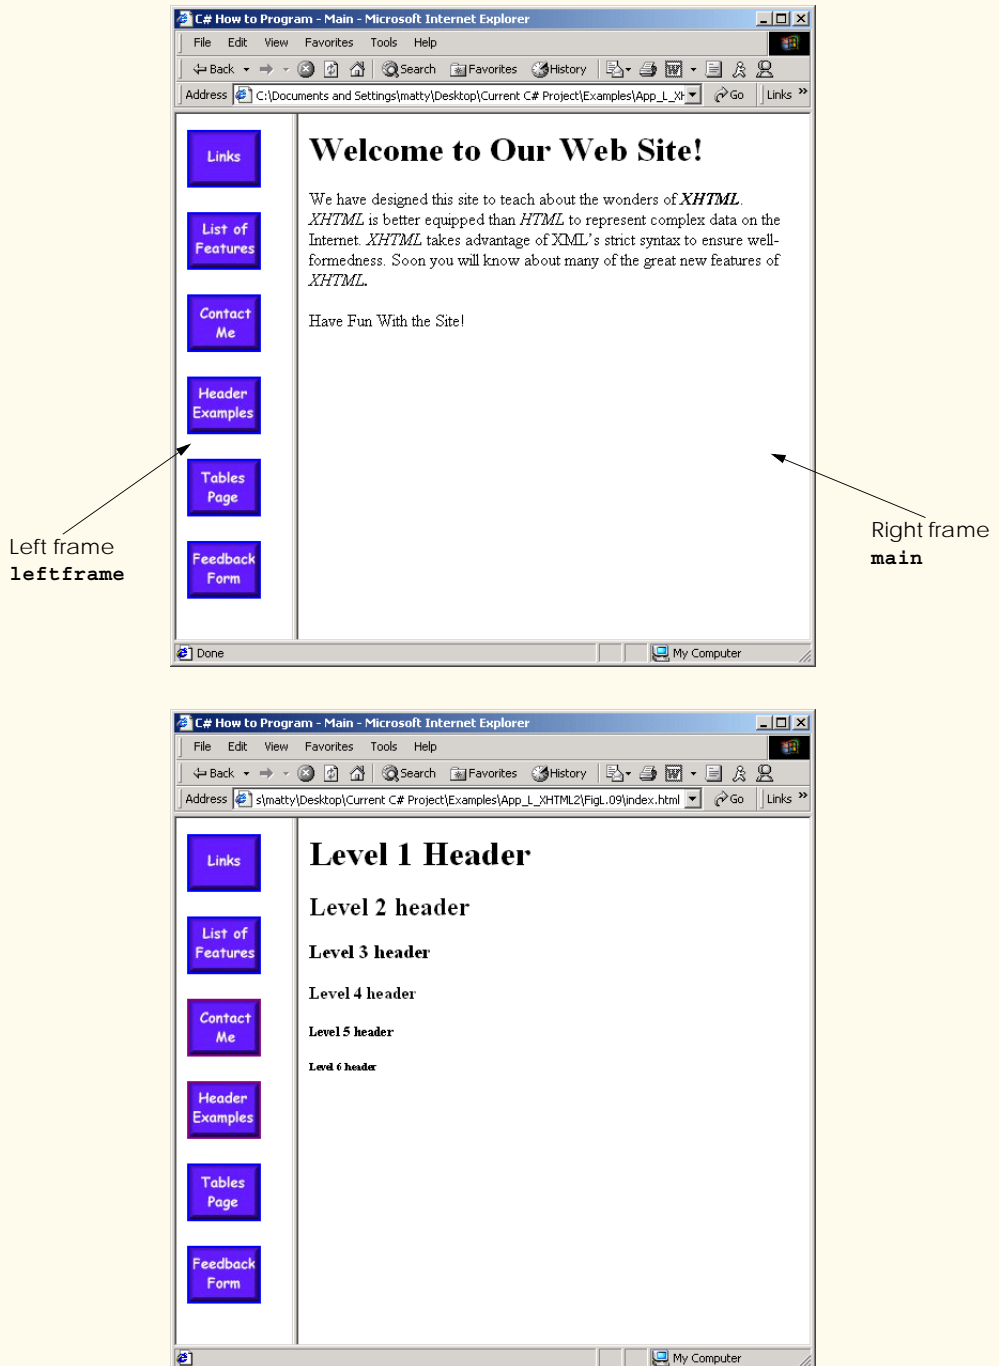 C# How to Program - Main - Microsoft Internet Explorer
File Edit View Favorites Tools Help
Back Search Favorites History
Address C:\Documents and Settings\matty\Desktop\Current C# Project\Examples\App_L_XH Go Links »
Links
List of
Features
Contact
Me
Header
Examples
Tables
Page
Feedback
Form
Welcome to Our Web Site!
We have designed this site to teach about the wonders of XHTML.
XHTML is better equipped than HTML to represent complex data on the
Internet. XHTML takes advantage of XML's strict syntax to ensure well-
formedness. Soon you will know about many of the great new features of
XHTML.
Have Fun With the Site!
Left frame
leftframe
Right frame
main
Done My Computer
C# How to Program - Main - Microsoft Internet Explorer
File Edit View Favorites Tools Help
Back Search Favorites History
Address s\matty\Desktop\Current C# Project\Examples\App_L_XHTML2\FigL.09\index.html Go Links »
Links
List of
Features
Contact
Me
Header
Examples
Tables
Page
Feedback
Form
Level 1 Header
Level 2 header
Level 3 header
Level 4 header
Level 5 header
Level 6 header
My Computer